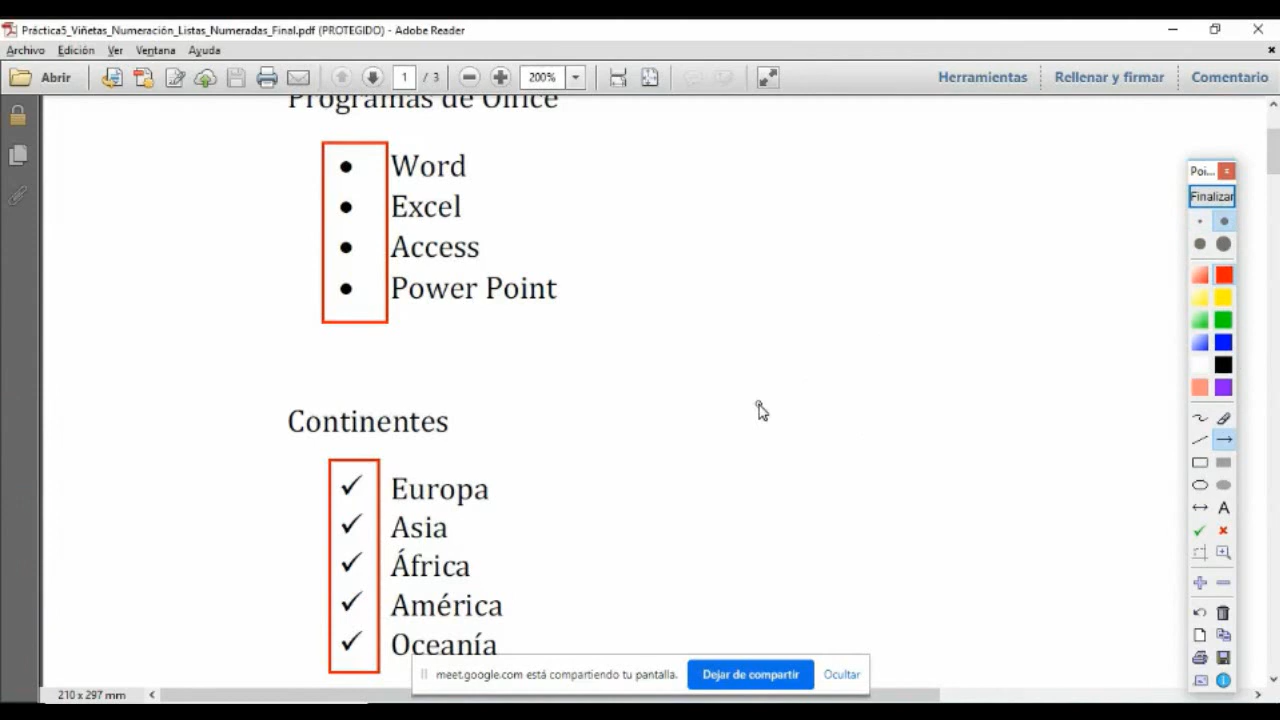 Práctica5_Viñetas_Numeración_Listas_Numeradas_Final.pdf (PROTEGIDO) - Adobe Reader
Archivo Edición Ver Ventana Ayuda
Abrir 1 / 3 200% Herramientas Rellenar y firmar Comentario
Programas de Office
• Word
• Excel
• Access
• Power Point
Continentes
✓ Europa
✓ Asia
✓ África
✓ América
✓ Oceanía
Poi...
Finalizar
A
meet.google.com está compartiendo tu pantalla. Dejar de compartir Ocultar
210 x 297 mm